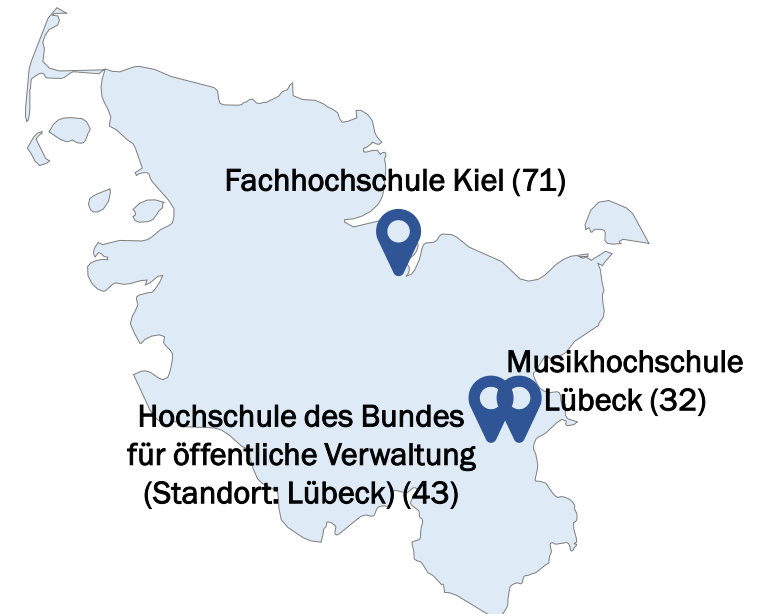 Fachhochschule Kiel (71)
Musikhochschule
Lübeck (32)
Hochschule des Bundes
für öffentliche Verwaltung
(Standort: Lübeck) (43)